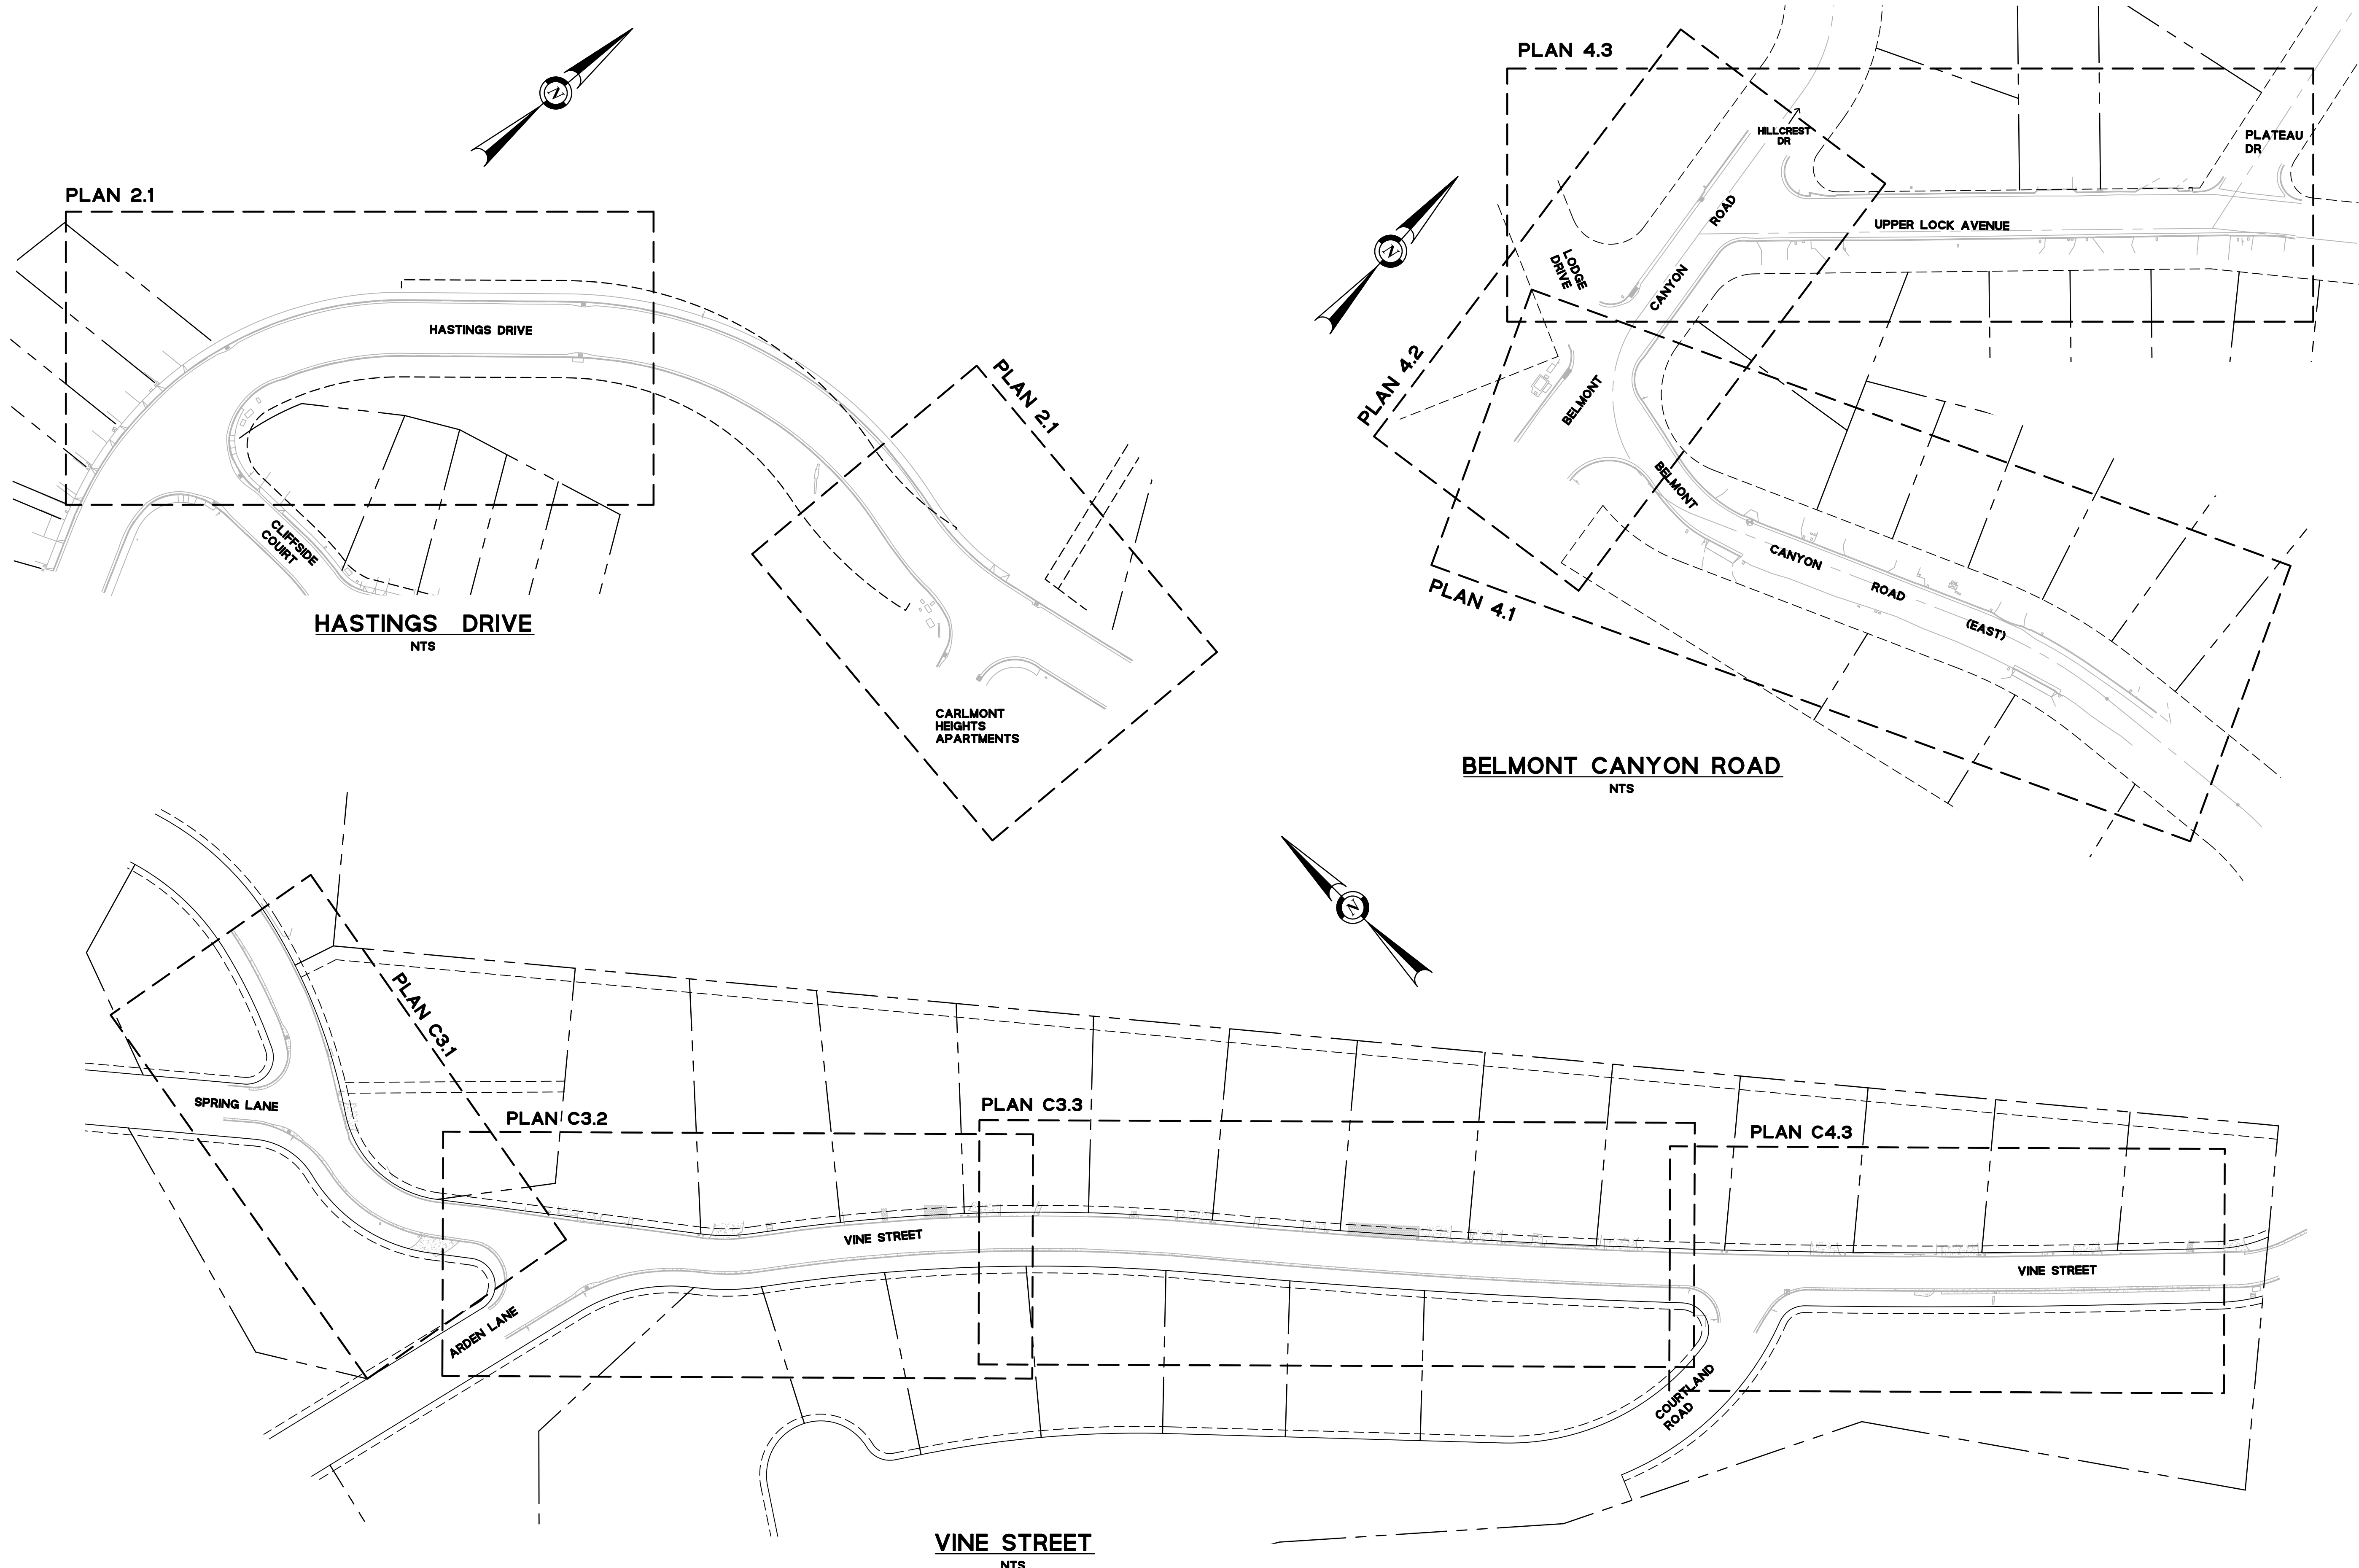 PLAN 2.1
HASTINGS DRIVE
CLIFFSIDE
COURT
PLAN 2.1
CARLMONT
HEIGHTS
APARTMENTS
HASTINGS DRIVE
NTS
N
N
PLAN 4.3
HILLCREST
DR
PLATEAU
DR
UPPER LOCK AVENUE
LODGE
DRIVE
BELMONT
CANYON
ROAD
PLAN 4.2
BELMONT
CANYON
ROAD
(EAST)
PLAN 4.1
BELMONT CANYON ROAD
NTS
N
PLAN C3.1
SPRING LANE
PLAN C3.2
PLAN C3.3
PLAN C4.3
VINE STREET
VINE STREET
ARDEN LANE
COURTLAND
ROAD
VINE STREET
NTS